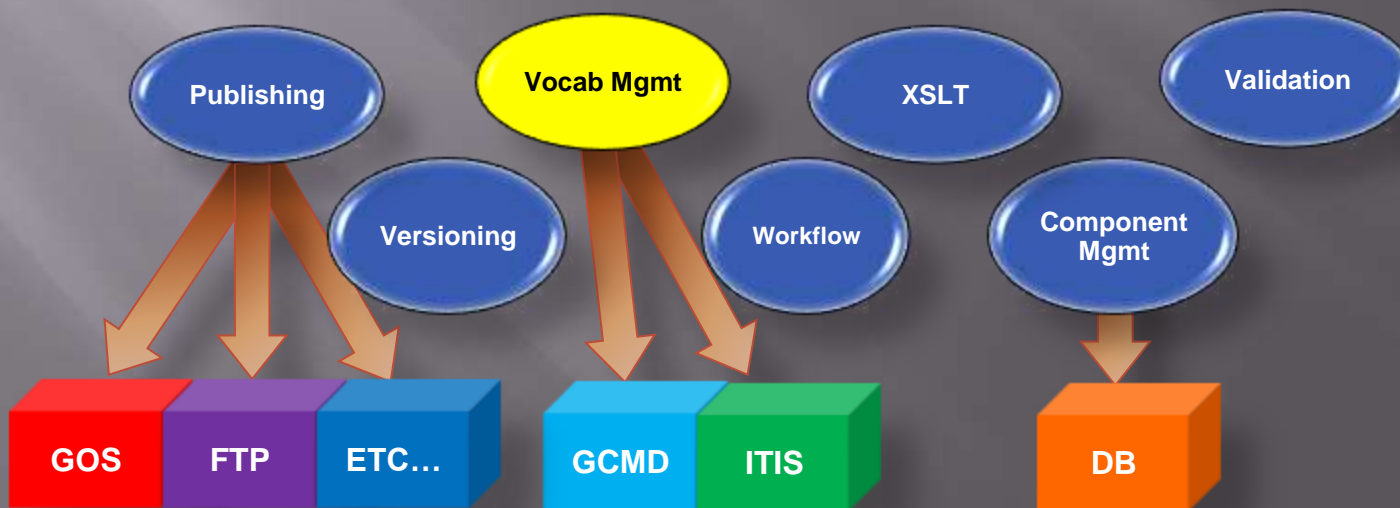 Publishing
Vocab Mgmt
XSLT
Validation
Versioning
Workflow
Component
Mgmt
GOS
FTP
ETC…
GCMD
ITIS
DB